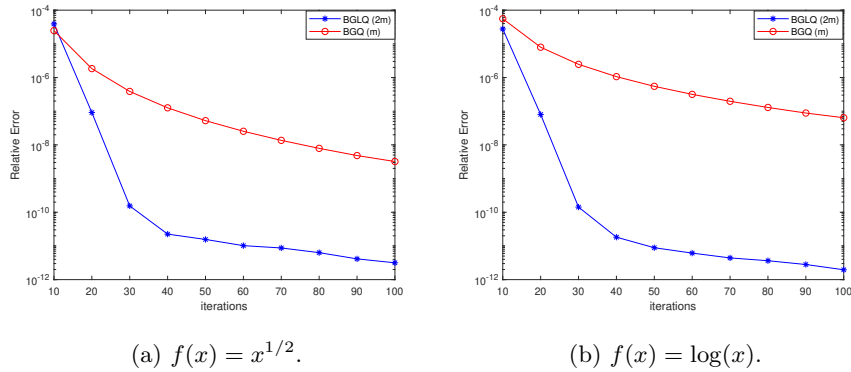 10^-4
10^-6
10^-8
10^-10
10^-12
Relative Error
10 20 30 40 50 60 70 80 90 100
iterations
BGLQ (2m)
BGQ (m)
(a) f(x) = x^{1/2}.
10^-4
10^-6
10^-8
10^-10
10^-12
Relative Error
10 20 30 40 50 60 70 80 90 100
iterations
BGLQ (2m)
BGQ (m)
(b) f(x) = log(x).